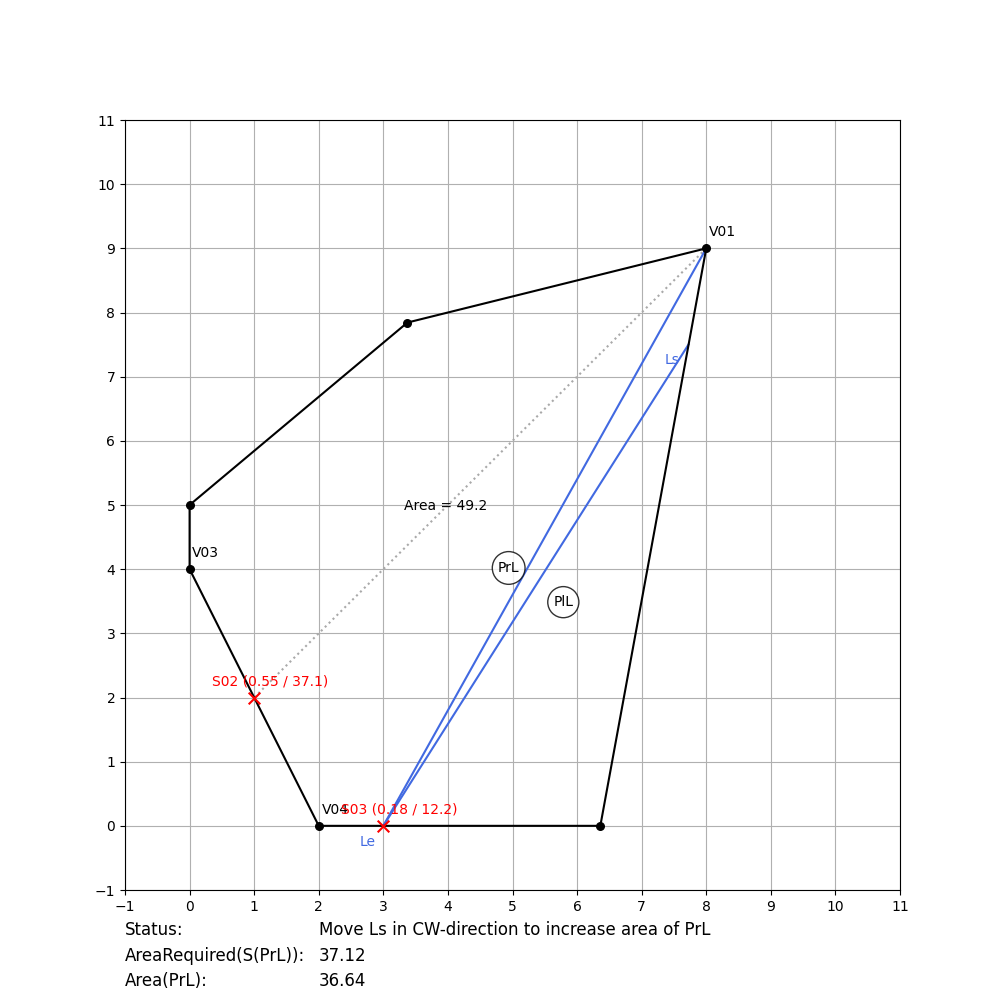 11
10
9
8
7
6
5
4
3
2
1
0
−1
−1 0 1 2 3 4 5 6 7 8 9 10 11
V01
Ls
Area = 49.2
V03
PrL
PlL
S02 (0.55 / 37.1)
V04
S03 (0.18 / 12.2)
Le
Status: Move Ls in CW-direction to increase area of PrL
AreaRequired(S(PrL)): 37.12
Area(PrL): 36.64